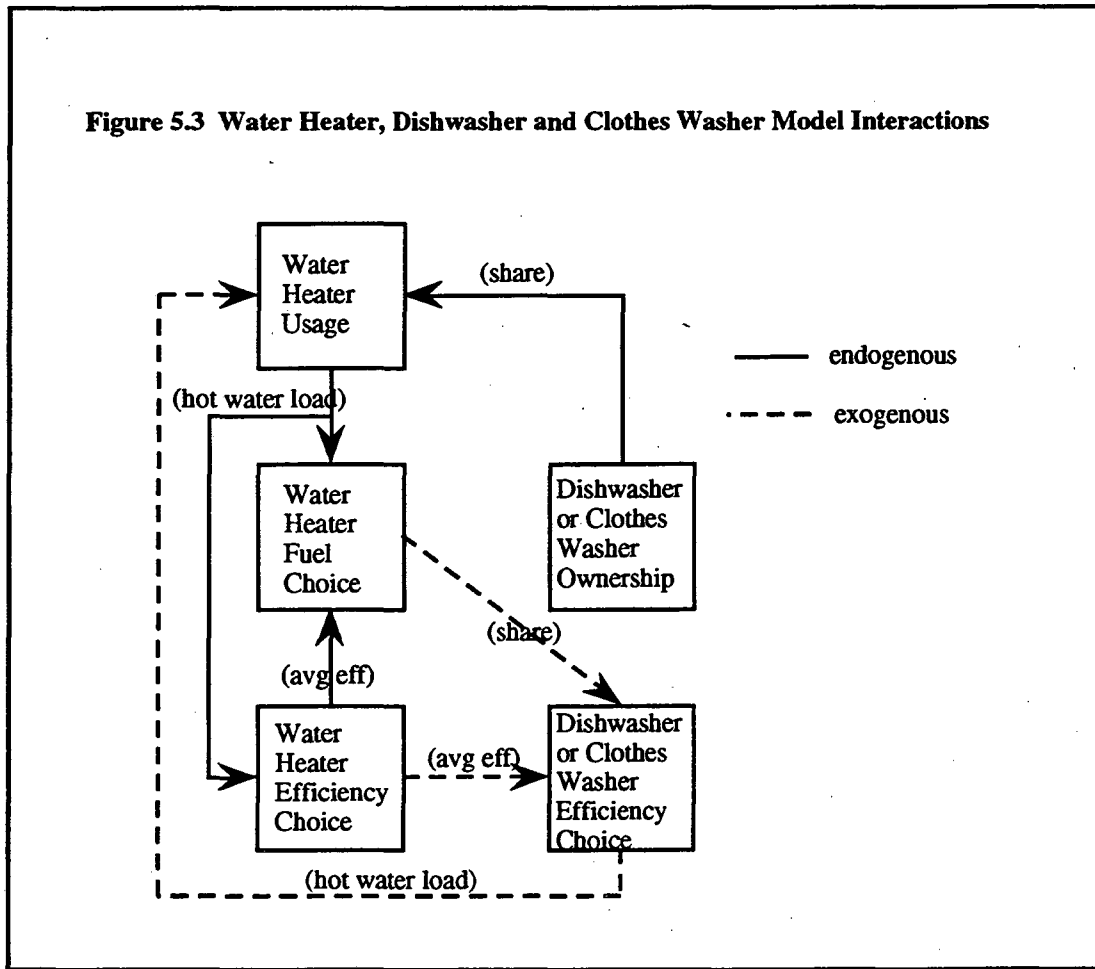 Figure 5.3 Water Heater, Dishwasher and Clothes Washer Model Interactions
Water
Heater
Usage
(share)
endogenous
exogenous
(hot water load)
Water
Heater
Fuel
Choice
Dishwasher
or Clothes
Washer
Ownership
(share)
(avg eff)
Water
Heater
Efficiency
Choice
(avg eff)
Dishwasher
or Clothes
Washer
Efficiency
Choice
(hot water load)